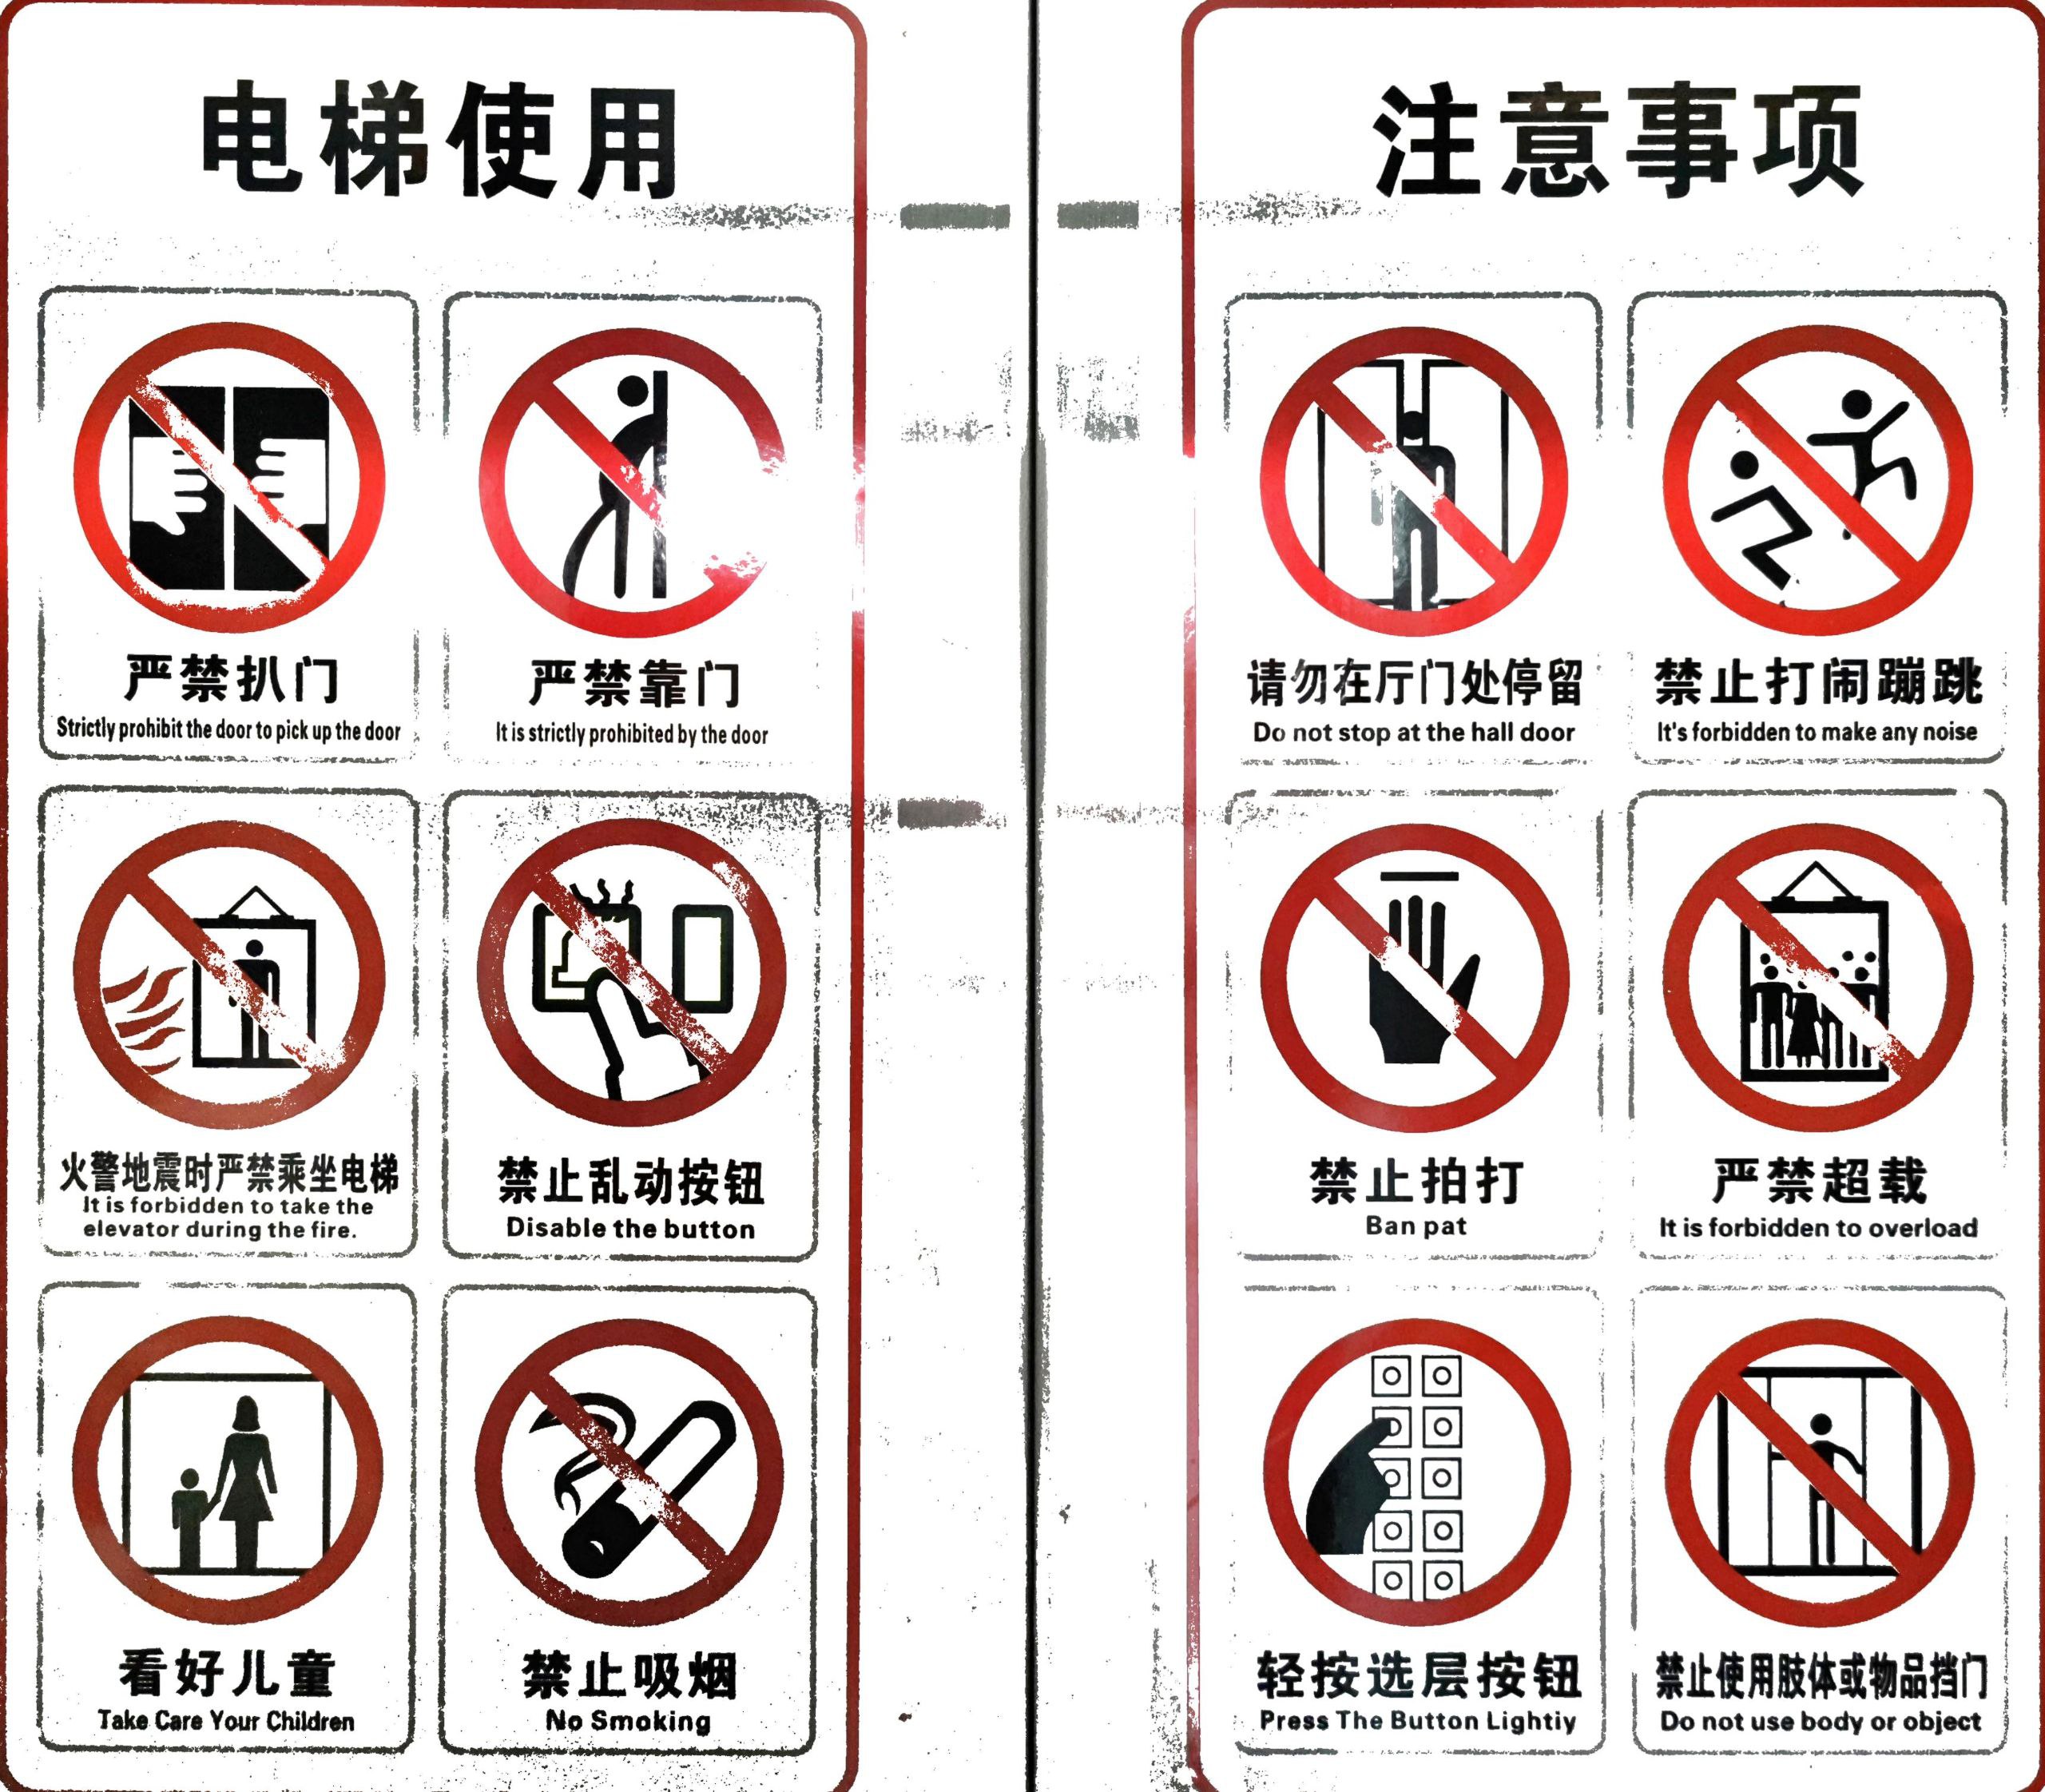 电梯使用
注意事项
严禁扒门
Strictly prohibit the door to pick up the door
严禁靠门
It is strictly prohibited by the door
请勿在厅门处停留
Do not stop at the hall door
禁止打闹蹦跳
It's forbidden to make any noise
火警地震时严禁乘坐电梯
It is forbidden to take the
elevator during the fire.
禁止乱动按钮
Disable the button
禁止拍打
Ban pat
严禁超载
It is forbidden to overload
看好儿童
Take Care Your Children
禁止吸烟
No Smoking
轻按选层按钮
Press The Button Lightiy
禁止使用肢体或物品挡门
Do not use body or object